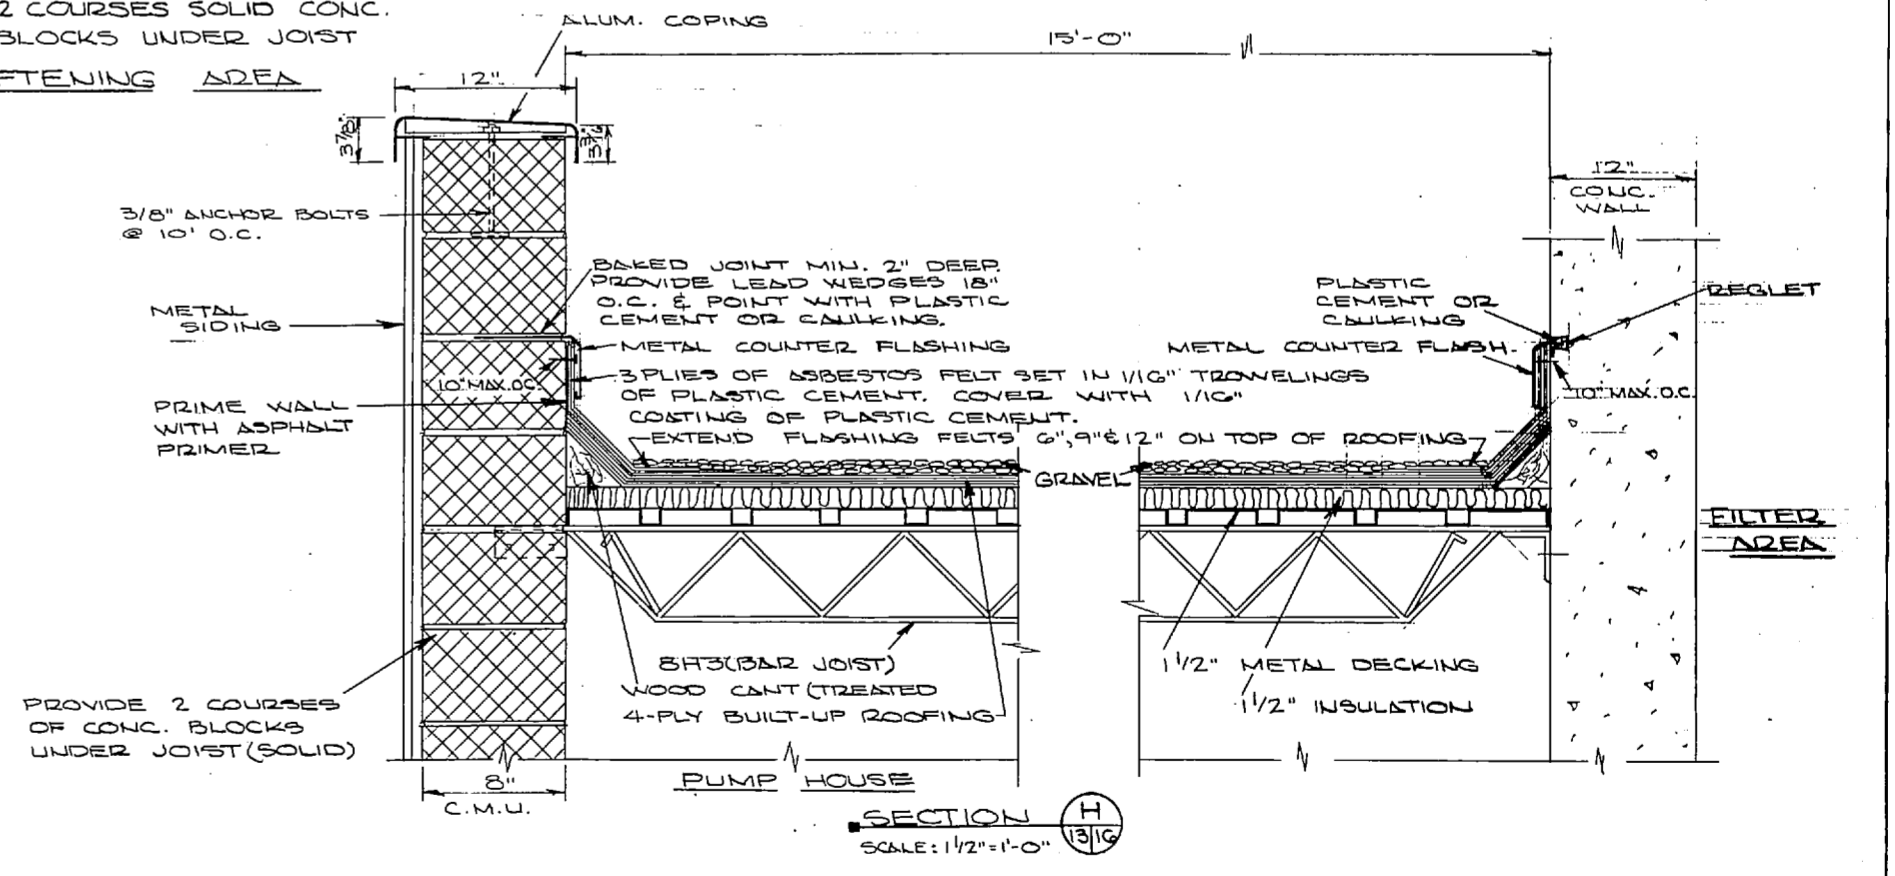 2 COURSES SOLID CONC.
BLOCKS UNDER JOIST
FTENING AREA
ALUM. COPING
15'-0"
12"
3 7/8"
3 3/16"
12"
CONC.
WALL
3/8" ANCHOR BOLTS
@ 10' O.C.
BAKED JOINT MIN. 2" DEEP.
PROVIDE LEAD WEDGES 18"
O.C. & POINT WITH PLASTIC
CEMENT OR CAULKING.
PLASTIC
CEMENT OR
CAULKING
REGLET
METAL
SIDING
METAL COUNTER FLASHING
METAL COUNTER FLASH.
10" MAX.O.C.
3 PLIES OF ASBESTOS FELT SET IN 1/16" TROWELINGS
OF PLASTIC CEMENT. COVER WITH 1/16"
COATING OF PLASTIC CEMENT.
10" MAX.O.C.
PRIME WALL
WITH ASPHALT
PRIMER
EXTEND FLASHING FELTS 6", 9" & 12" ON TOP OF ROOFING
GRAVEL
FILTER
AREA
8H3(BAR JOIST)
WOOD CANT (TREATED
4-PLY BUILT-UP ROOFING
1 1/2" METAL DECKING
1 1/2" INSULATION
PROVIDE 2 COURSES
OF CONC. BLOCKS
UNDER JOIST (SOLID)
8"
C.M.U.
PUMP HOUSE
SECTION
H
13|16
SCALE: 1 1/2"=1'-0"